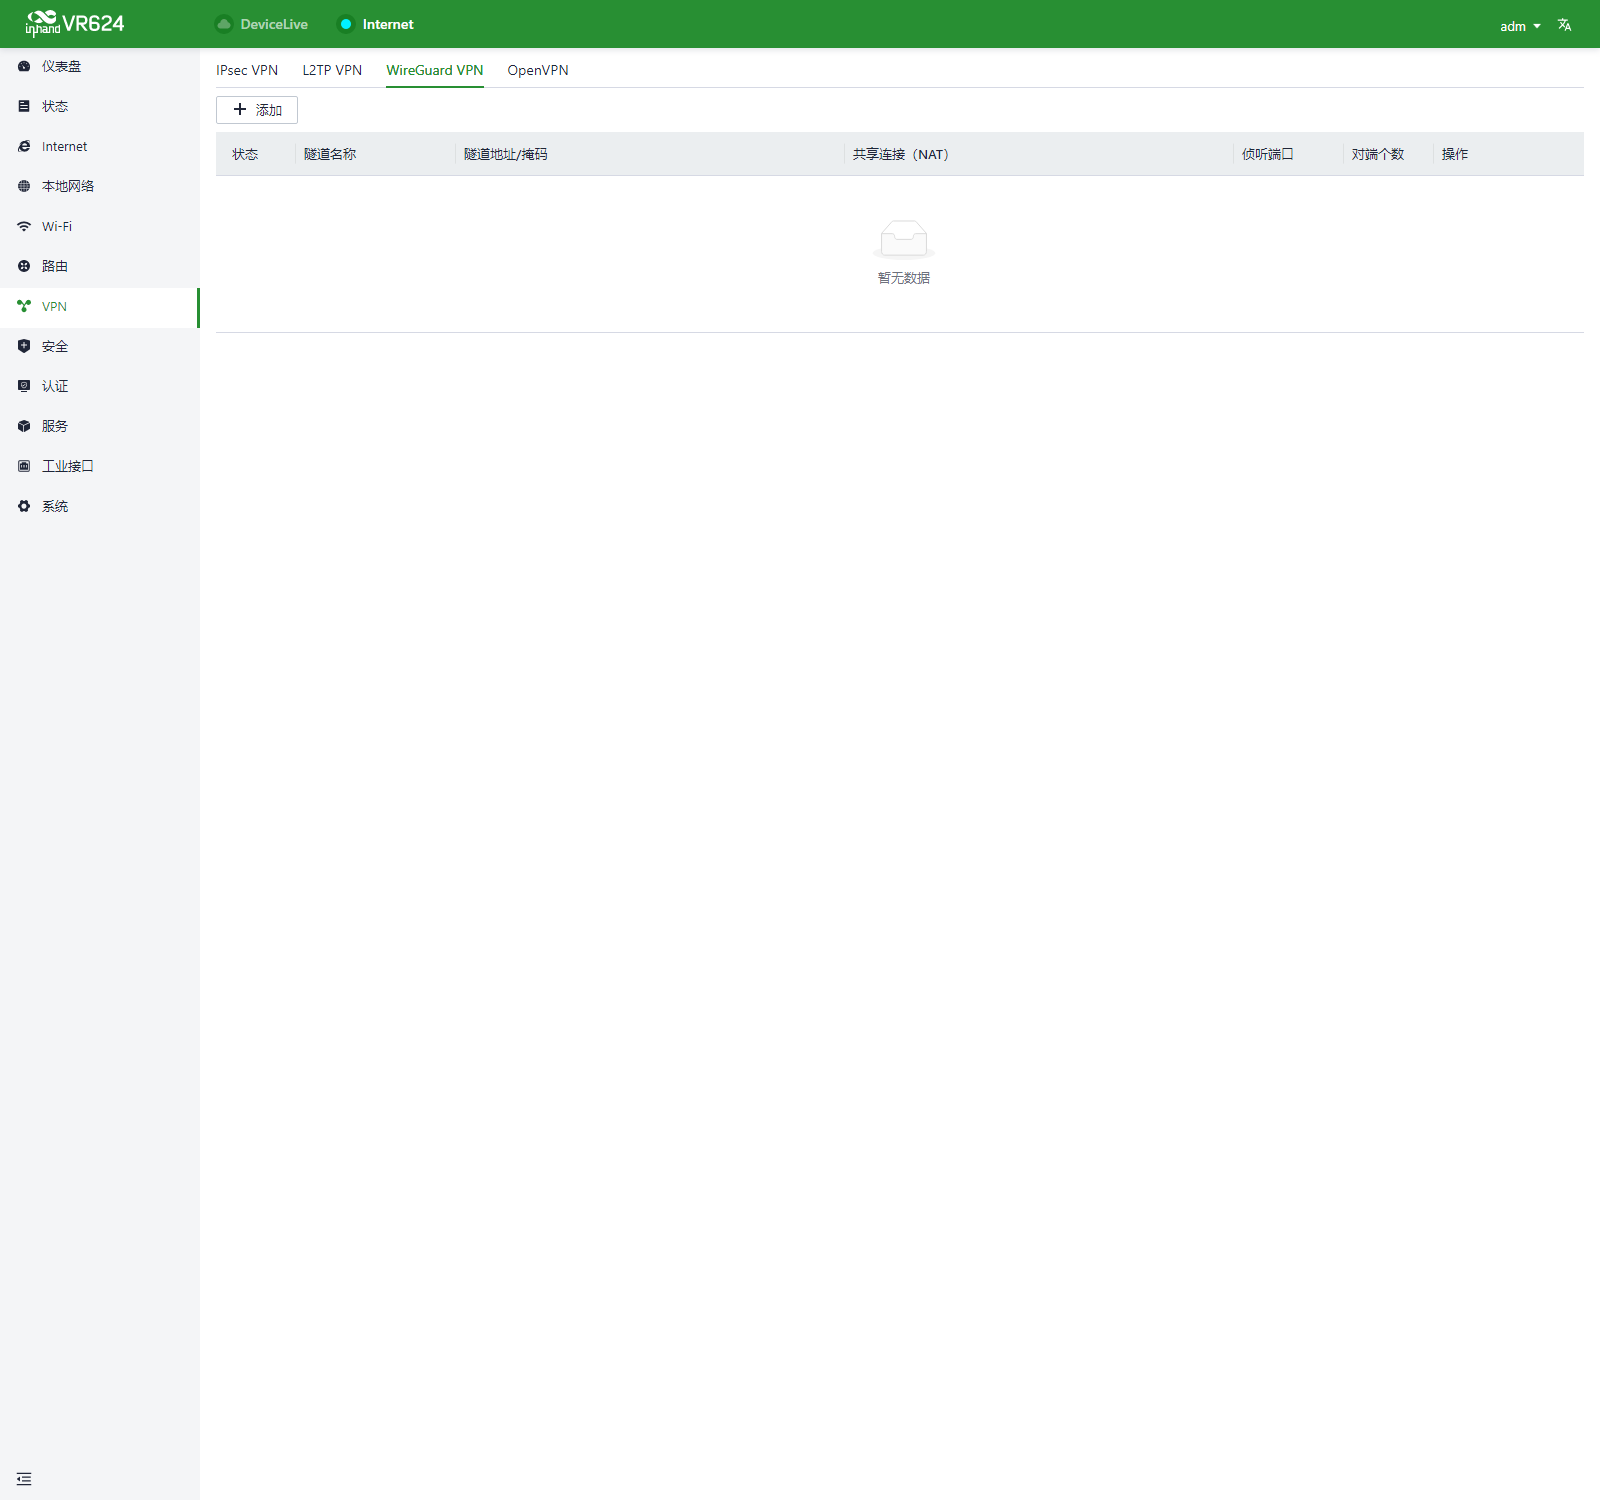 inhand VR624
DeviceLive
Internet
adm
仪表盘
状态
Internet
本地网络
Wi-Fi
路由
VPN
安全
认证
服务
工业接口
系统
IPsec VPN
L2TP VPN
WireGuard VPN
OpenVPN
添加
状态
隧道名称
隧道地址/掩码
共享连接（NAT）
侦听端口
对端个数
操作
暂无数据